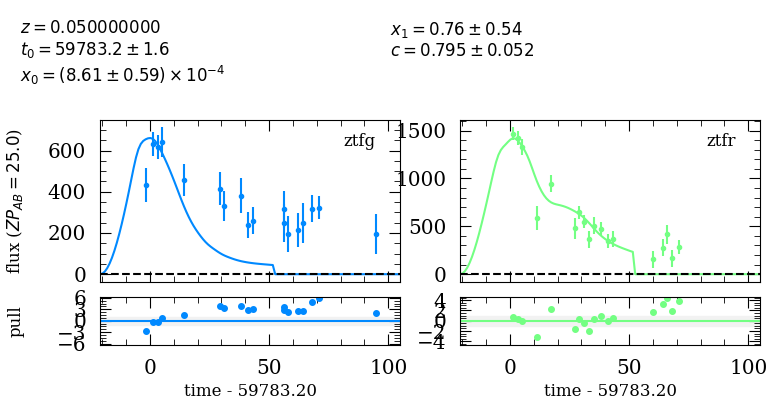 z = 0.050000000
t₀ = 59783.2 ± 1.6
x₀ = (8.61 ± 0.59) × 10⁻⁴
x₁ = 0.76 ± 0.54
c = 0.795 ± 0.052
flux (ZP_AB = 25.0)
600
400
200
0
ztfg
1500
1000
500
0
ztfr
pull
6
3
0
−3
−6
0 50 100
time - 59783.20
4
2
0
−2
−4
0 50 100
time - 59783.20